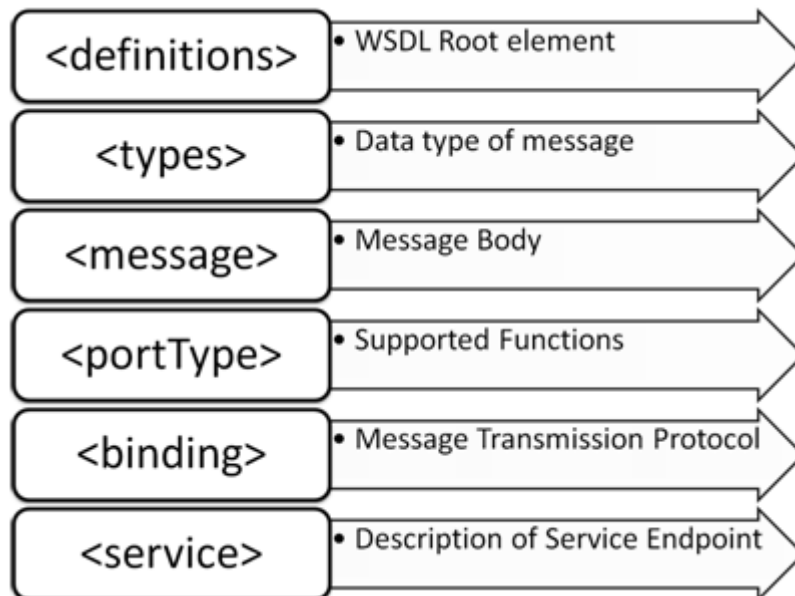 <definitions>
• WSDL Root element
<types>
• Data type of message
<message>
• Message Body
<portType>
• Supported Functions
<binding>
• Message Transmission Protocol
<service>
• Description of Service Endpoint